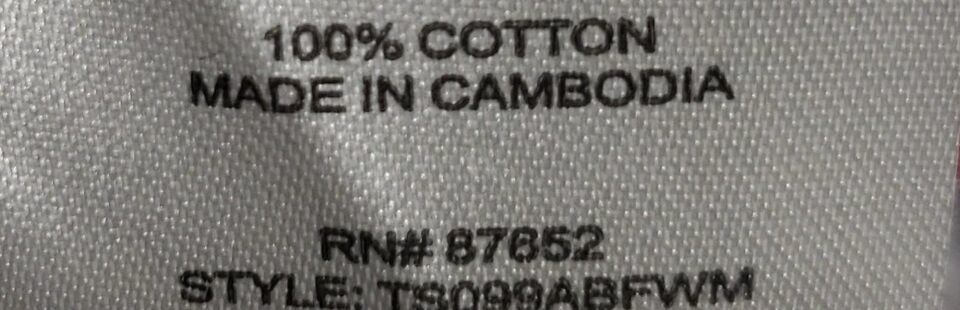 100% COTTON
MADE IN CAMBODIA
RN# 87652
STYLE: TS099ABFWM